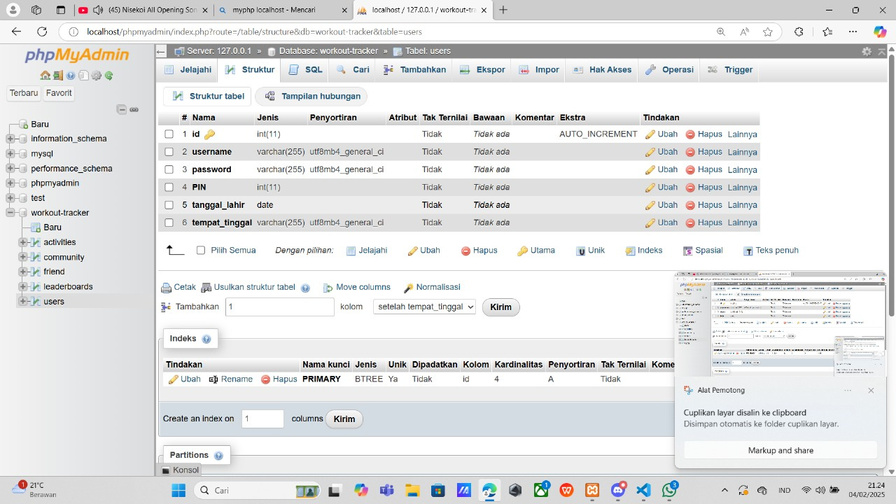 (45) Nisekoi All Opening Son
myphp localhost - Mencari
localhost / 127.0.0.1 / workout-tr
localhost/phpmyadmin/index.php?route=/table/structure&db=workout-tracker&table=users
phpMyAdmin
Terbaru Favorit
Baru
information_schema
mysql
performance_schema
phpmyadmin
test
workout-tracker
Baru
activities
community
friend
leaderboards
users
Server: 127.0.0.1 » Database: workout-tracker » Tabel: users
Jelajahi Struktur SQL Cari Tambahkan Ekspor Impor Hak Akses Operasi Trigger
Struktur tabel Tampilan hubungan
# Nama Jenis Penyortiran Atribut Tak Ternilai Bawaan Komentar Ekstra Tindakan
1 id int(11) Tidak Tidak ada AUTO_INCREMENT Ubah Hapus Lainnya
2 username varchar(255) utf8mb4_general_ci Tidak Tidak ada Ubah Hapus Lainnya
3 password varchar(255) utf8mb4_general_ci Tidak Tidak ada Ubah Hapus Lainnya
4 PIN int(11) Tidak Tidak ada Ubah Hapus Lainnya
5 tanggal_lahir date Tidak Tidak ada Ubah Hapus Lainnya
6 tempat_tinggal varchar(255) utf8mb4_general_ci Tidak Tidak ada Ubah Hapus Lainnya
Pilih Semua Dengan pilihan: Jelajahi Ubah Hapus Utama Unik Indeks Spasial Teks penuh
Cetak Usulkan struktur tabel Move columns Normalisasi
Tambahkan 1 kolom setelah tempat_tinggal Kirim
Indeks
Tindakan Nama kunci Jenis Unik Dipadatkan Kolom Kardinalitas Penyortiran Tak Ternilai Kome
Ubah Rename Hapus PRIMARY BTREE Ya Tidak id 4 A Tidak
Create an index on 1 columns Kirim
Partitions
Konsol
Alat Pemotong
Cuplikan layar disalin ke clipboard
Disimpan otomatis ke folder cuplikan layar.
Markup and share
21°C
Berawan
Cari
IND
21.24
04/02/2025